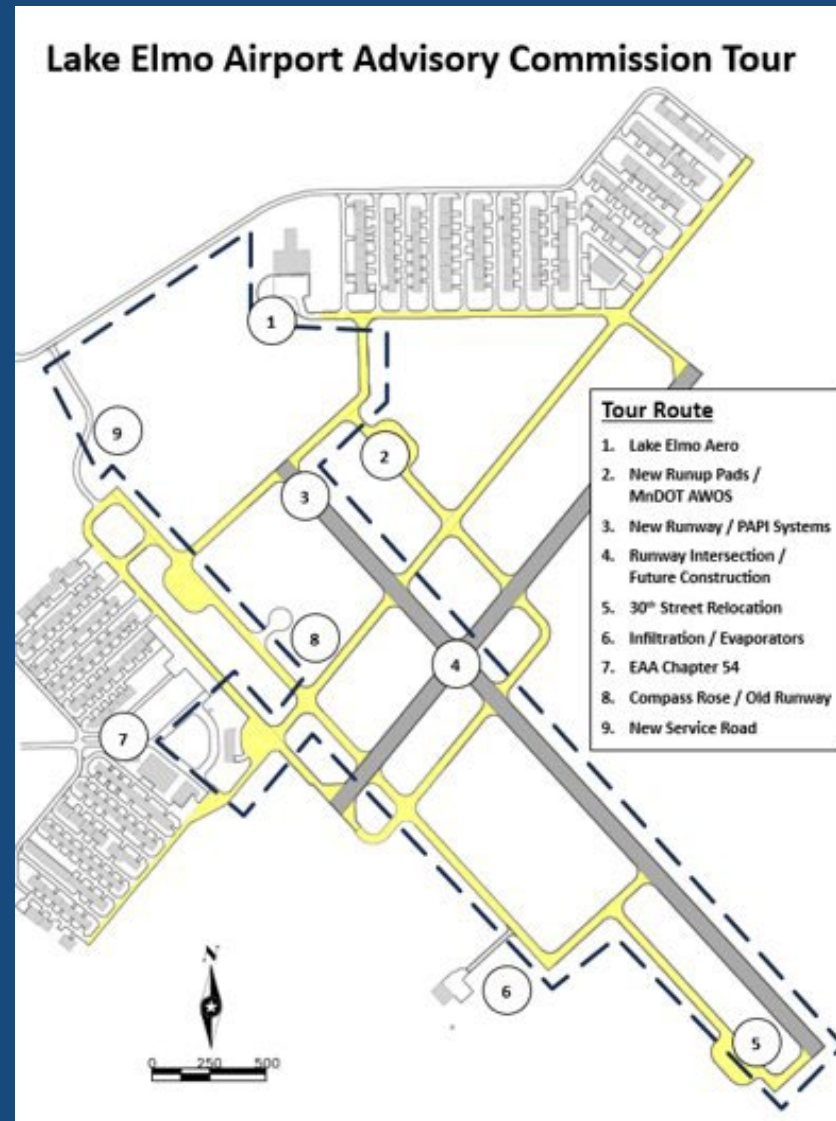 Lake Elmo Airport Advisory Commission Tour
1
9
2
3
Tour Route
1. Lake Elmo Aero
2. New Runup Pads /
MnDOT AWOS
3. New Runway / PAPI Systems
4. Runway Intersection /
Future Construction
5. 30th Street Relocation
6. Infiltration / Evaporators
7. EAA Chapter 54
8. Compass Rose / Old Runway
9. New Service Road
8
4
7
6
5
N
0 250 500